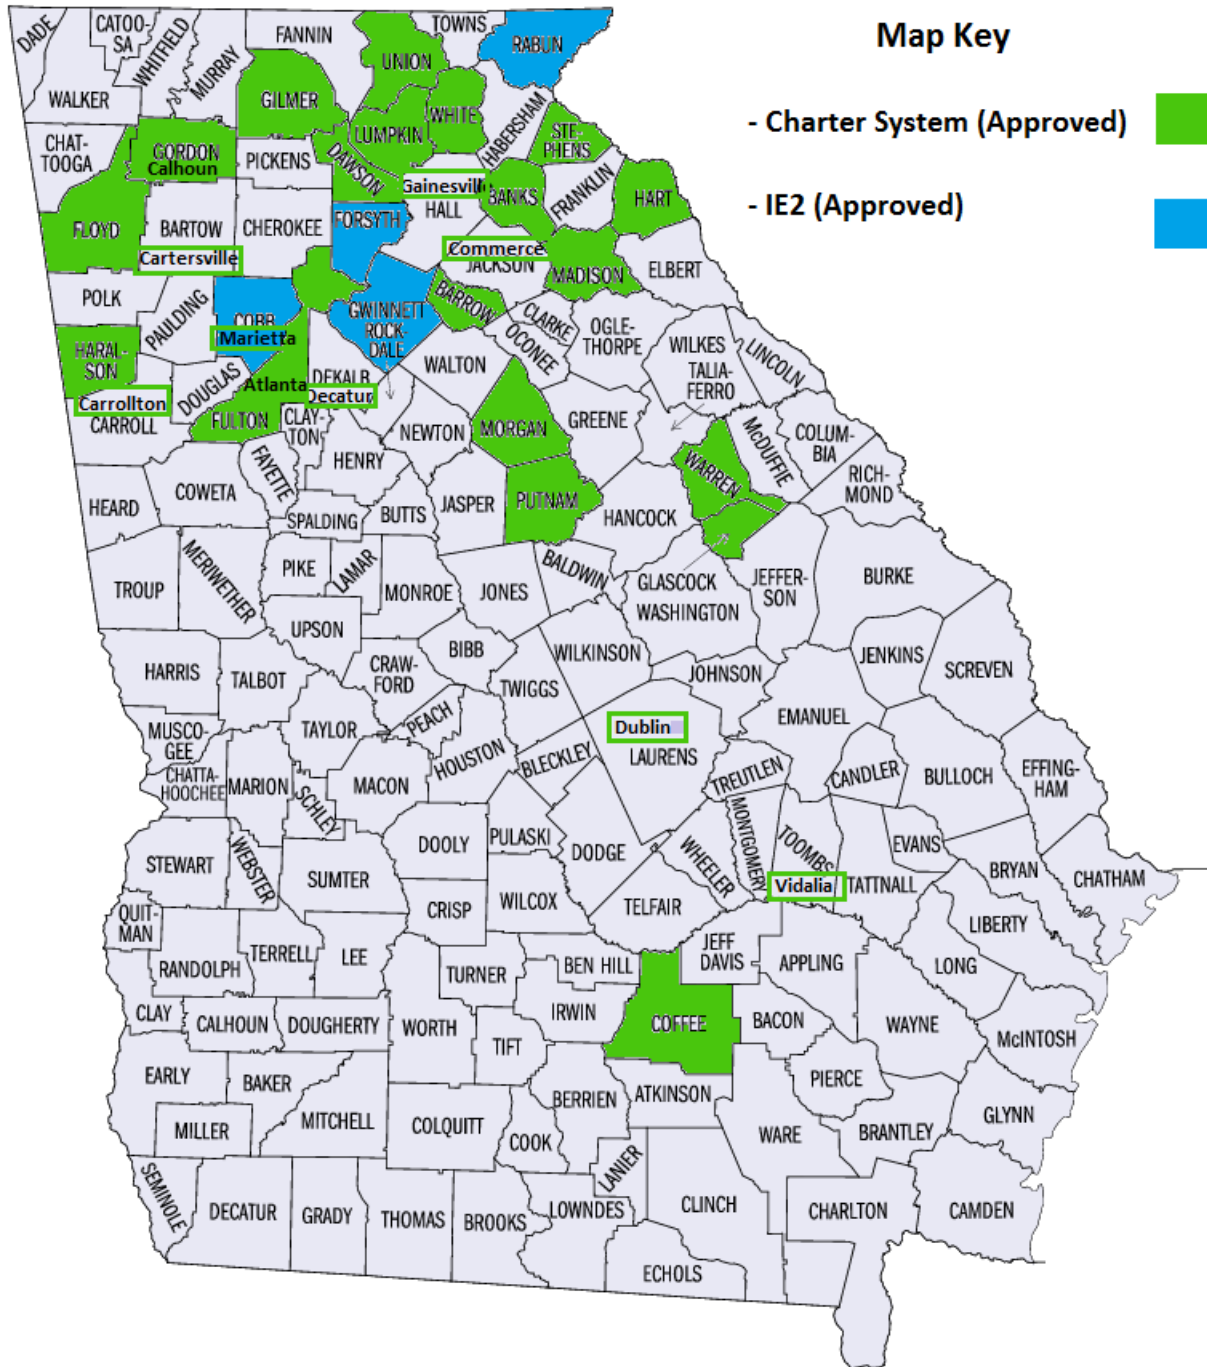 Map Key
- Charter System (Approved)
- IE2 (Approved)
DADE
CATOO-
SA
WHITFIELD
MURRAY
FANNIN
UNION
TOWNS
RABUN
WALKER
GILMER
LUMPKIN
WHITE
HABERSHAM
STE-
PHENS
CHAT-
TOOGA
GORDON
Calhoun
PICKENS
DAWSON
Gainesvill
HALL
BANKS
FRANKLIN
HART
FLOYD
BARTOW
Cartersville
CHEROKEE
FORSYTH
Commerce
JACKSON
MADISON
ELBERT
POLK
PAULDING
COBB
Marietta
GWINNETT
ROCK-
DALE
BARROW
CLARKE
OCONEE
OGLE-
THORPE
WILKES
TALIA-
FERRO
LINCOLN
HARAL-
SON
Carrollton
CARROLL
DOUGLAS
Atlanta
FULTON
DEKALB
Decatur
CLAY-
TON
WALTON
NEWTON
MORGAN
GREENE
McDUFFIE
COLUM-
BIA
RICH-
MOND
WARREN
HEARD
COWETA
FAYETTE
HENRY
SPALDING
BUTTS
JASPER
PUTNAM
HANCOCK
TROUP
MERIWETHER
PIKE
LAMAR
MONROE
JONES
BALDWIN
GLASCOCK
WASHINGTON
JEFFER-
SON
BURKE
UPSON
HARRIS
TALBOT
CRAW-
FORD
BIBB
TWIGGS
WILKINSON
JOHNSON
JENKINS
SCREVEN
MUSCO-
GEE
CHATTA-
HOOCHEE
TAYLOR
PEACH
HOUSTON
BLECKLEY
Dublin
LAURENS
EMANUEL
TREUTLEN
CANDLER
BULLOCH
EFFING-
HAM
MARION
SCHLEY
MACON
DOOLY
PULASKI
DODGE
WHEELER
MONTGOMERY
TOOMBS
Vidalia
EVANS
TATTNALL
BRYAN
CHATHAM
STEWART
WEBSTER
SUMTER
CRISP
WILCOX
TELFAIR
LIBERTY
QUIT-
MAN
RANDOLPH
TERRELL
LEE
TURNER
BEN HILL
JEFF
DAVIS
APPLING
LONG
CLAY
CALHOUN
DOUGHERTY
WORTH
TIFT
IRWIN
COFFEE
BACON
WAYNE
McINTOSH
EARLY
BAKER
MITCHELL
COLQUITT
BERRIEN
ATKINSON
PIERCE
GLYNN
MILLER
COOK
LANIER
WARE
BRANTLEY
SEMINOLE
DECATUR
GRADY
THOMAS
BROOKS
LOWNDES
CLINCH
CHARLTON
CAMDEN
ECHOLS